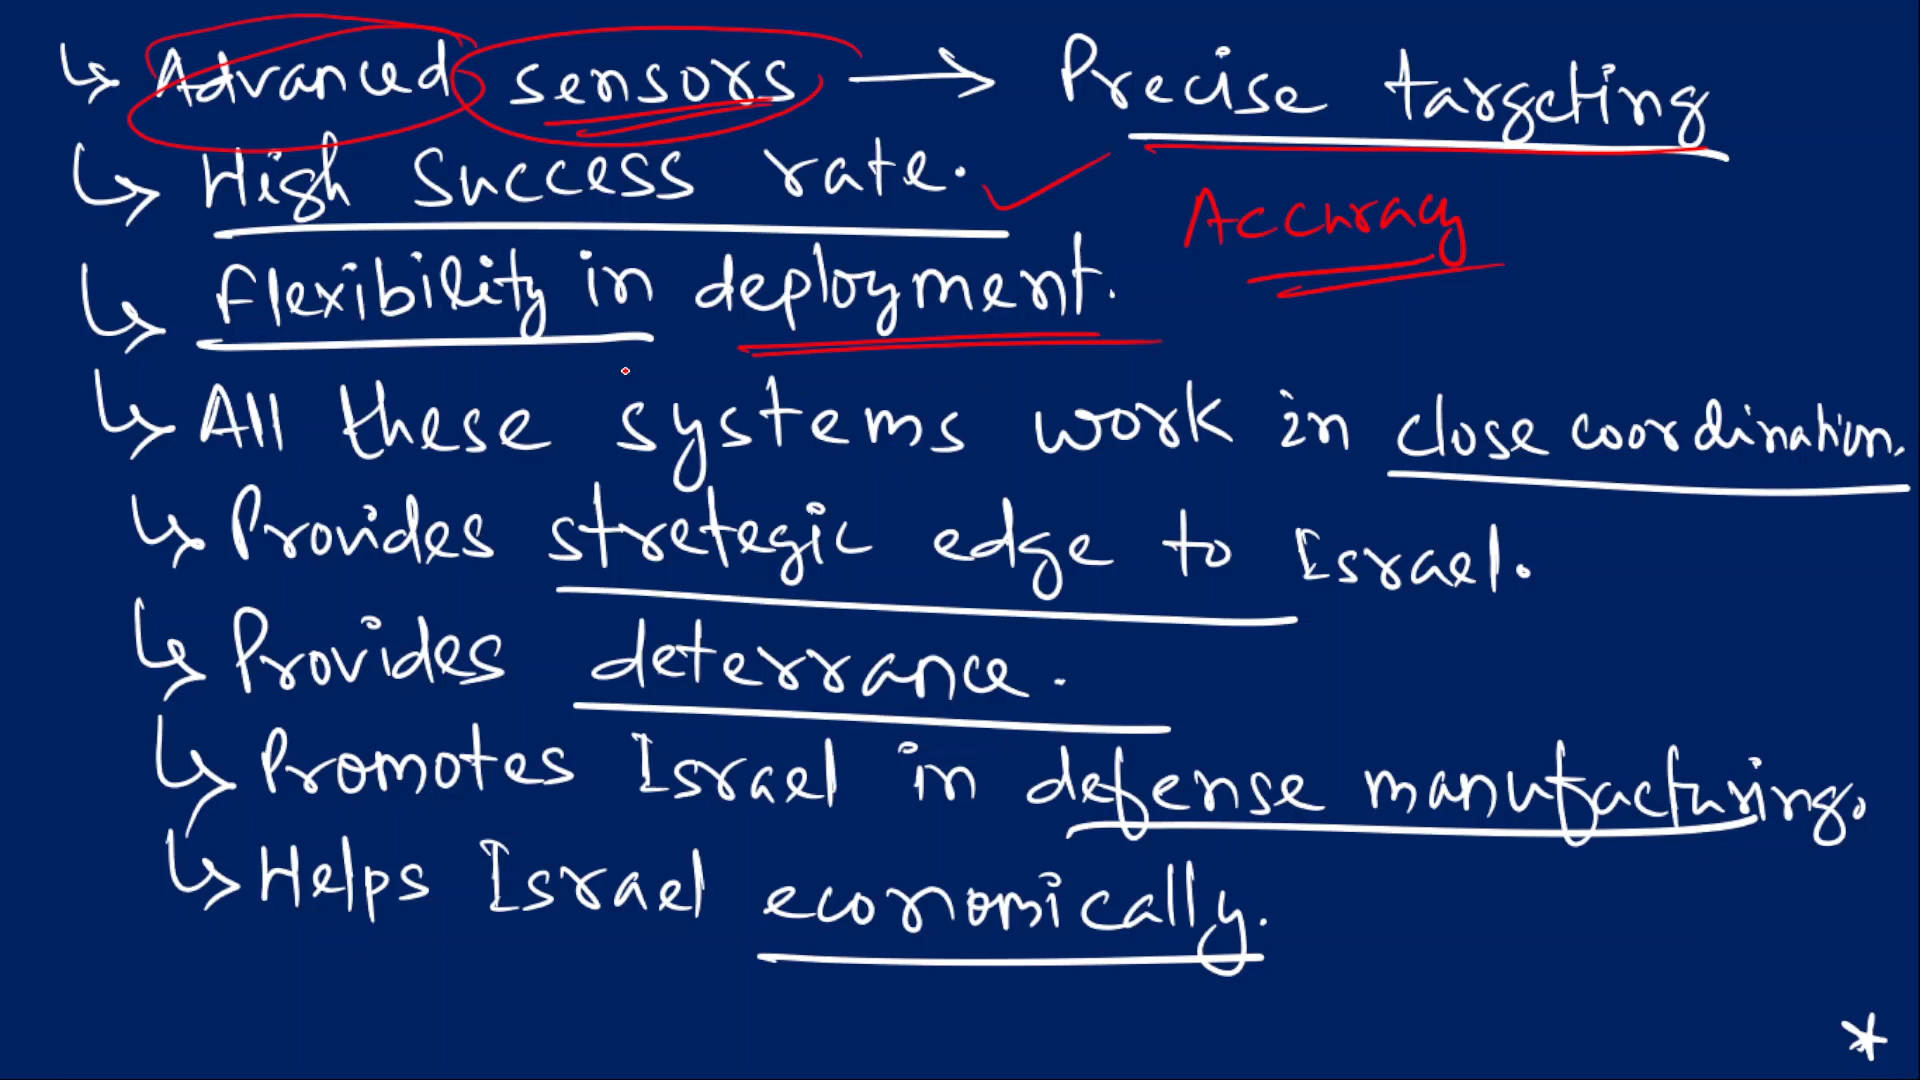 ↳ Advanced sensors → Precise targeting
↳ High Success rate. ✓ Accuracy
↳ flexibility in deployment.
↳ All these systems work in close coordination.
↳ Provides stretegic edge to Israel.
↳ Provides deterrance.
↳ Promotes Israel in defense manufacturing.
↳ Helps Israel economically.
*